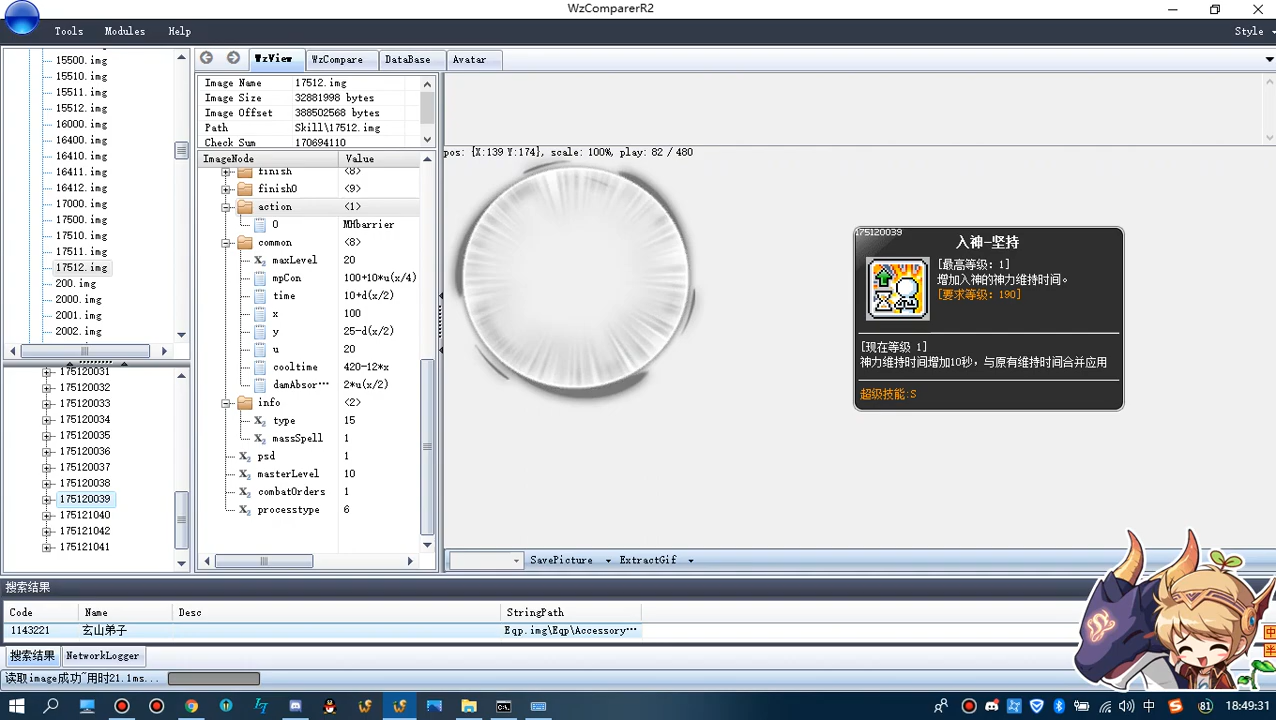 WzComparerR2
Tools Modules Help Style
15500.img
15510.img
15511.img
15512.img
16000.img
16400.img
16410.img
16411.img
16412.img
17000.img
17500.img
17510.img
17511.img
17512.img
200.img
2000.img
2001.img
2002.img
175120031
175120032
175120033
175120034
175120035
175120036
175120037
175120038
175120039
175121040
175121042
175121041
WzView WzCompare DataBase Avatar
Image Name 17512.img
Image Size 32881998 bytes
Image Offset 388502568 bytes
Path Skill\17512.img
Check Sum 170694110
ImageNode Value
finish <8>
finish0 <9>
action <1>
0 MHbarrier
common <8>
maxLevel 20
mpCon 100+10*u(x/4)
time 10+d(x/2)
x 100
y 25-d(x/2)
u 20
cooltime 420-12*x
damAbsor… 2*u(x/2)
info <2>
type 15
massSpell 1
psd 1
masterLevel 10
combatOrders 1
processtype 6
pos: {X:139 Y:174}, scale: 100%, play: 82 / 480
175120039
入神-坚持
[最高等级: 1]
增加入神的神力维持时间。
[要求等级: 190]
[现在等级 1]
神力维持时间增加10秒, 与原有维持时间合并应用
超级技能:S
SavePicture ExtractGif
搜索结果
Code Name Desc StringPath
1143221 玄山弟子 Eqp.img\Eqp\Accessory…
搜索结果 NetworkLogger
读取image成功~用时21.1ms...
中 18:49:31